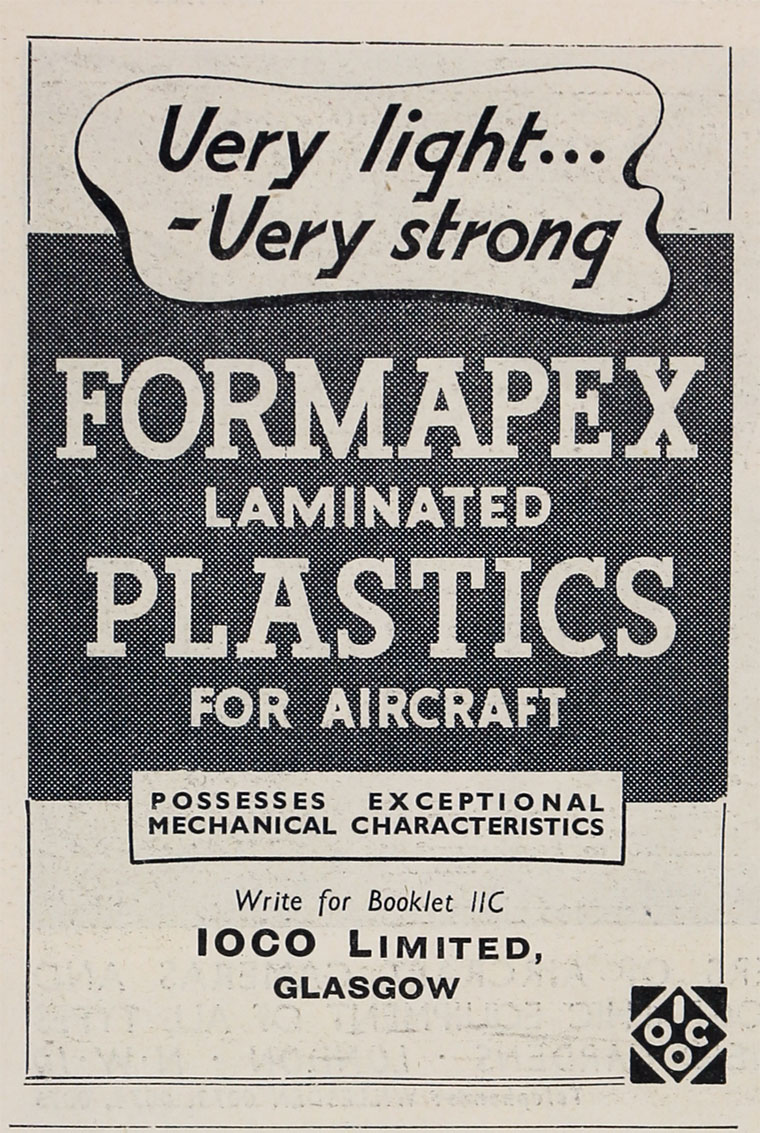 Very light...
-Very strong
FORMAPEX
LAMINATED
PLASTICS
FOR AIRCRAFT
POSSESSES EXCEPTIONAL
MECHANICAL CHARACTERISTICS
Write for Booklet IIC
IOCO LIMITED,
GLASGOW
IOCO